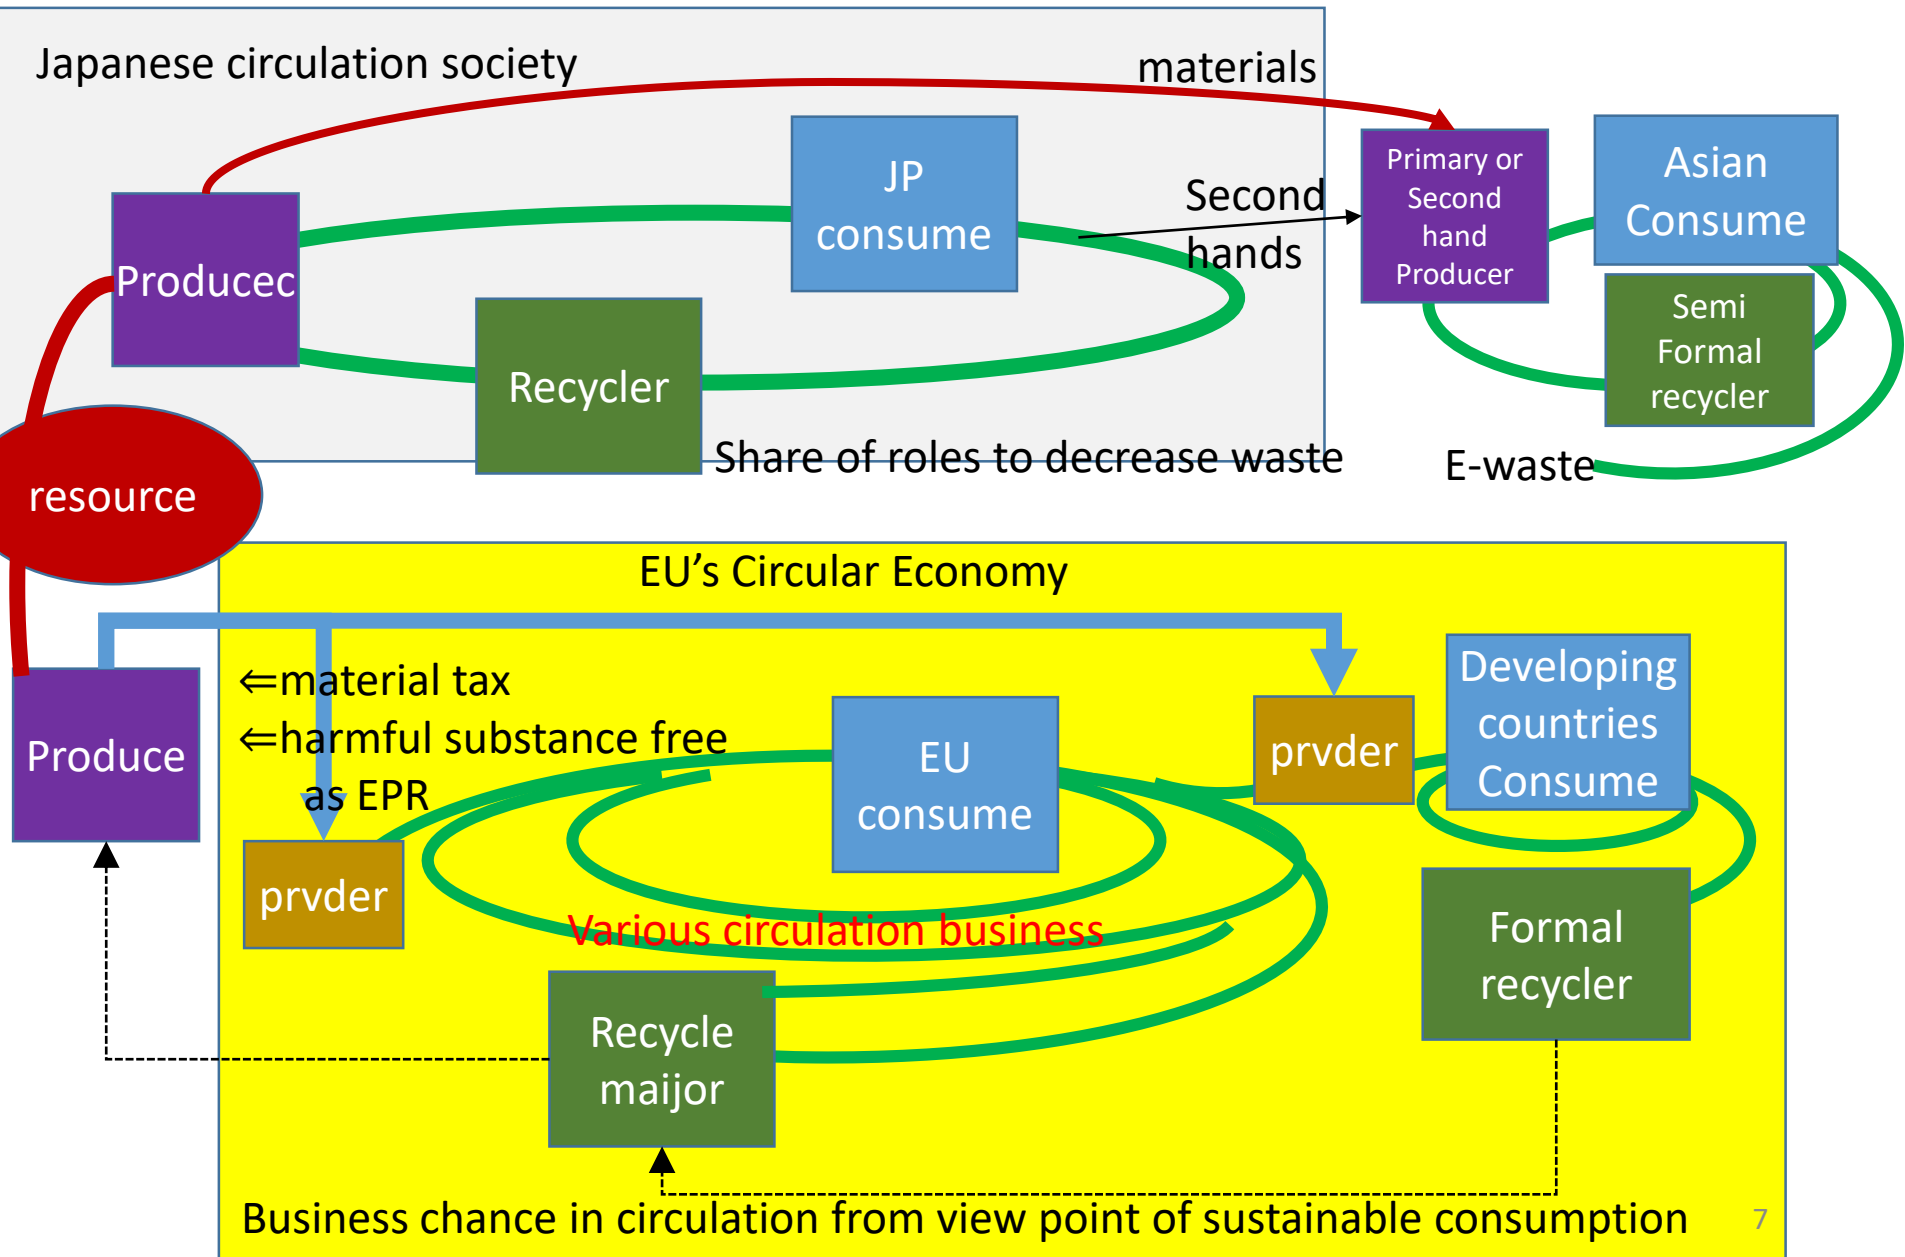 Japanese circulation society
materials
JP
consume
Second
hands
Primary or
Second
hand
Producer
Asian
Consume
Producec
Recycler
Semi
Formal
recycler
Share of roles to decrease waste
E-waste
resource
EU's Circular Economy
⇐material tax
⇐harmful substance free
as EPR
Produce
prvder
EU
consume
prvder
Developing
countries
Consume
Various circulation business
Recycle
maijor
Formal
recycler
Business chance in circulation from view point of sustainable consumption
7